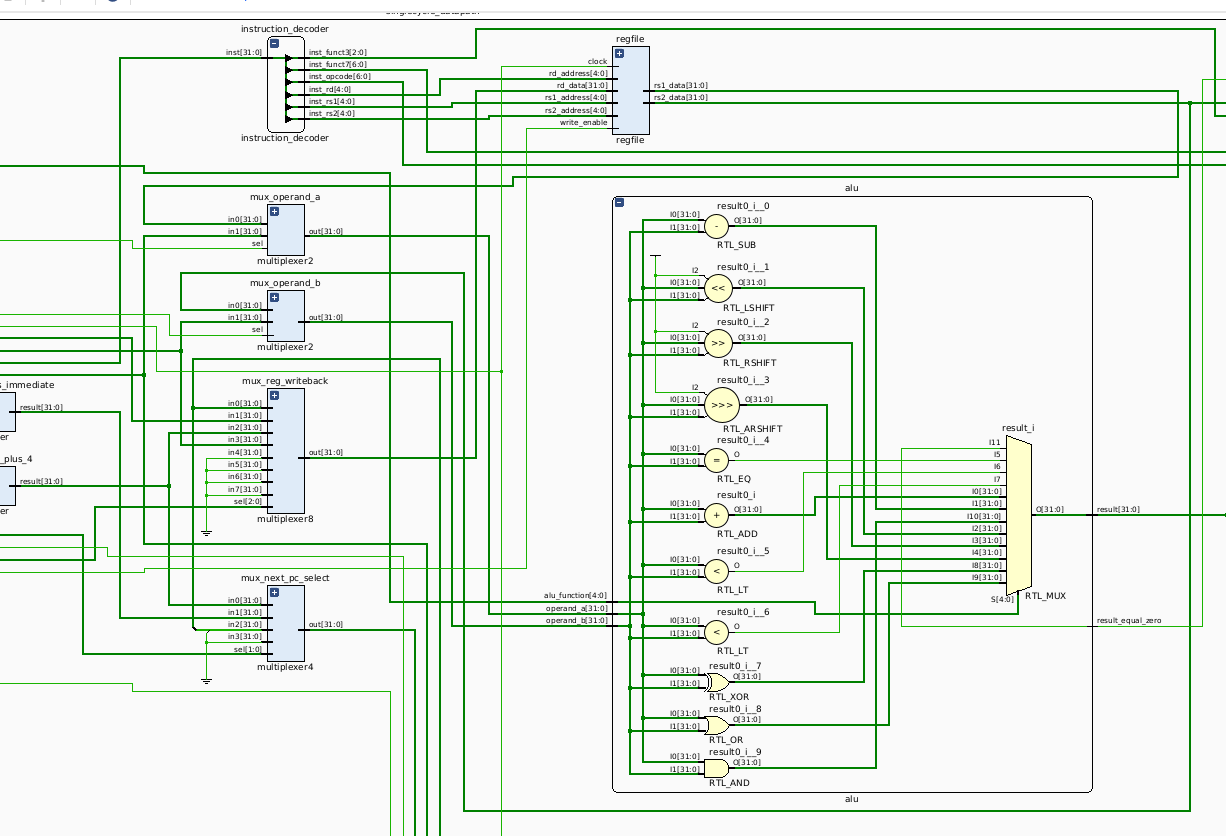 instruction_decoder
inst[31:0]
inst_funct3[2:0]
inst_funct7[6:0]
inst_opcode[6:0]
inst_rd[4:0]
inst_rs1[4:0]
inst_rs2[4:0]
instruction_decoder
regfile
clock
rd_address[4:0]
rd_data[31:0]
rs1_address[4:0]
rs2_address[4:0]
write_enable
rs1_data[31:0]
rs2_data[31:0]
regfile
mux_operand_a
in0[31:0]
in1[31:0]
sel
out[31:0]
multiplexer2
mux_operand_b
in0[31:0]
in1[31:0]
sel
out[31:0]
multiplexer2
s_immediate
result[31:0]
er
_plus_4
result[31:0]
er
mux_reg_writeback
in0[31:0]
in1[31:0]
in2[31:0]
in3[31:0]
in4[31:0]
in5[31:0]
in6[31:0]
in7[31:0]
sel[2:0]
out[31:0]
multiplexer8
mux_next_pc_select
in0[31:0]
in1[31:0]
in2[31:0]
in3[31:0]
sel[1:0]
out[31:0]
multiplexer4
alu
alu_function[4:0]
operand_a[31:0]
operand_b[31:0]
result0_i__0
I0[31:0]
I1[31:0]
-
O[31:0]
RTL_SUB
result0_i__1
I2
I0[31:0]
I1[31:0]
<<
O[31:0]
RTL_LSHIFT
result0_i__2
I2
I0[31:0]
I1[31:0]
>>
O[31:0]
RTL_RSHIFT
result0_i__3
I2
I0[31:0]
I1[31:0]
>>>
O[31:0]
RTL_ARSHIFT
result0_i__4
I0[31:0]
I1[31:0]
=
O
RTL_EQ
result0_i
I0[31:0]
I1[31:0]
+
O[31:0]
RTL_ADD
result0_i__5
I0[31:0]
I1[31:0]
<
O
RTL_LT
result0_i__6
I0[31:0]
I1[31:0]
<
O
RTL_LT
result0_i__7
I0[31:0]
I1[31:0]
O[31:0]
RTL_XOR
result0_i__8
I0[31:0]
I1[31:0]
O[31:0]
RTL_OR
result0_i__9
I0[31:0]
I1[31:0]
O[31:0]
RTL_AND
result_i
I11
I5
I6
I7
I0[31:0]
I1[31:0]
I10[31:0]
I2[31:0]
I3[31:0]
I4[31:0]
I8[31:0]
I9[31:0]
S[4:0]
O[31:0]
RTL_MUX
result[31:0]
result_equal_zero
alu